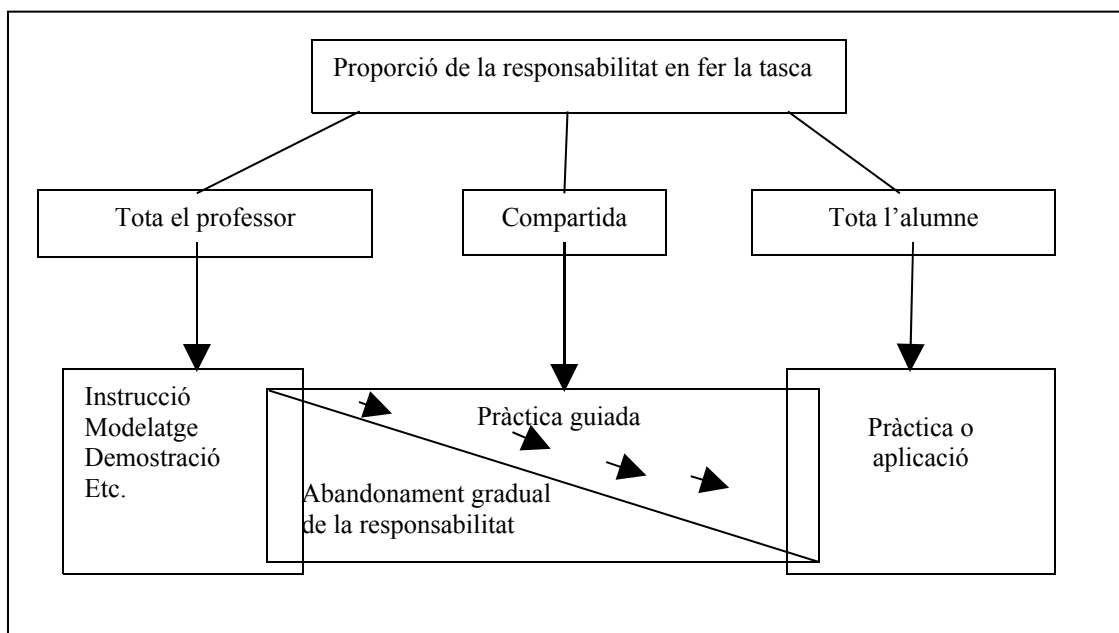 Proporció de la responsabilitat en fer la tasca
Tota el professor
Compartida
Tota l’alumne
Instrucció
Modelatge
Demostració
Etc.
Pràctica guiada
Abandonament gradual
de la responsabilitat
Pràctica o
aplicació